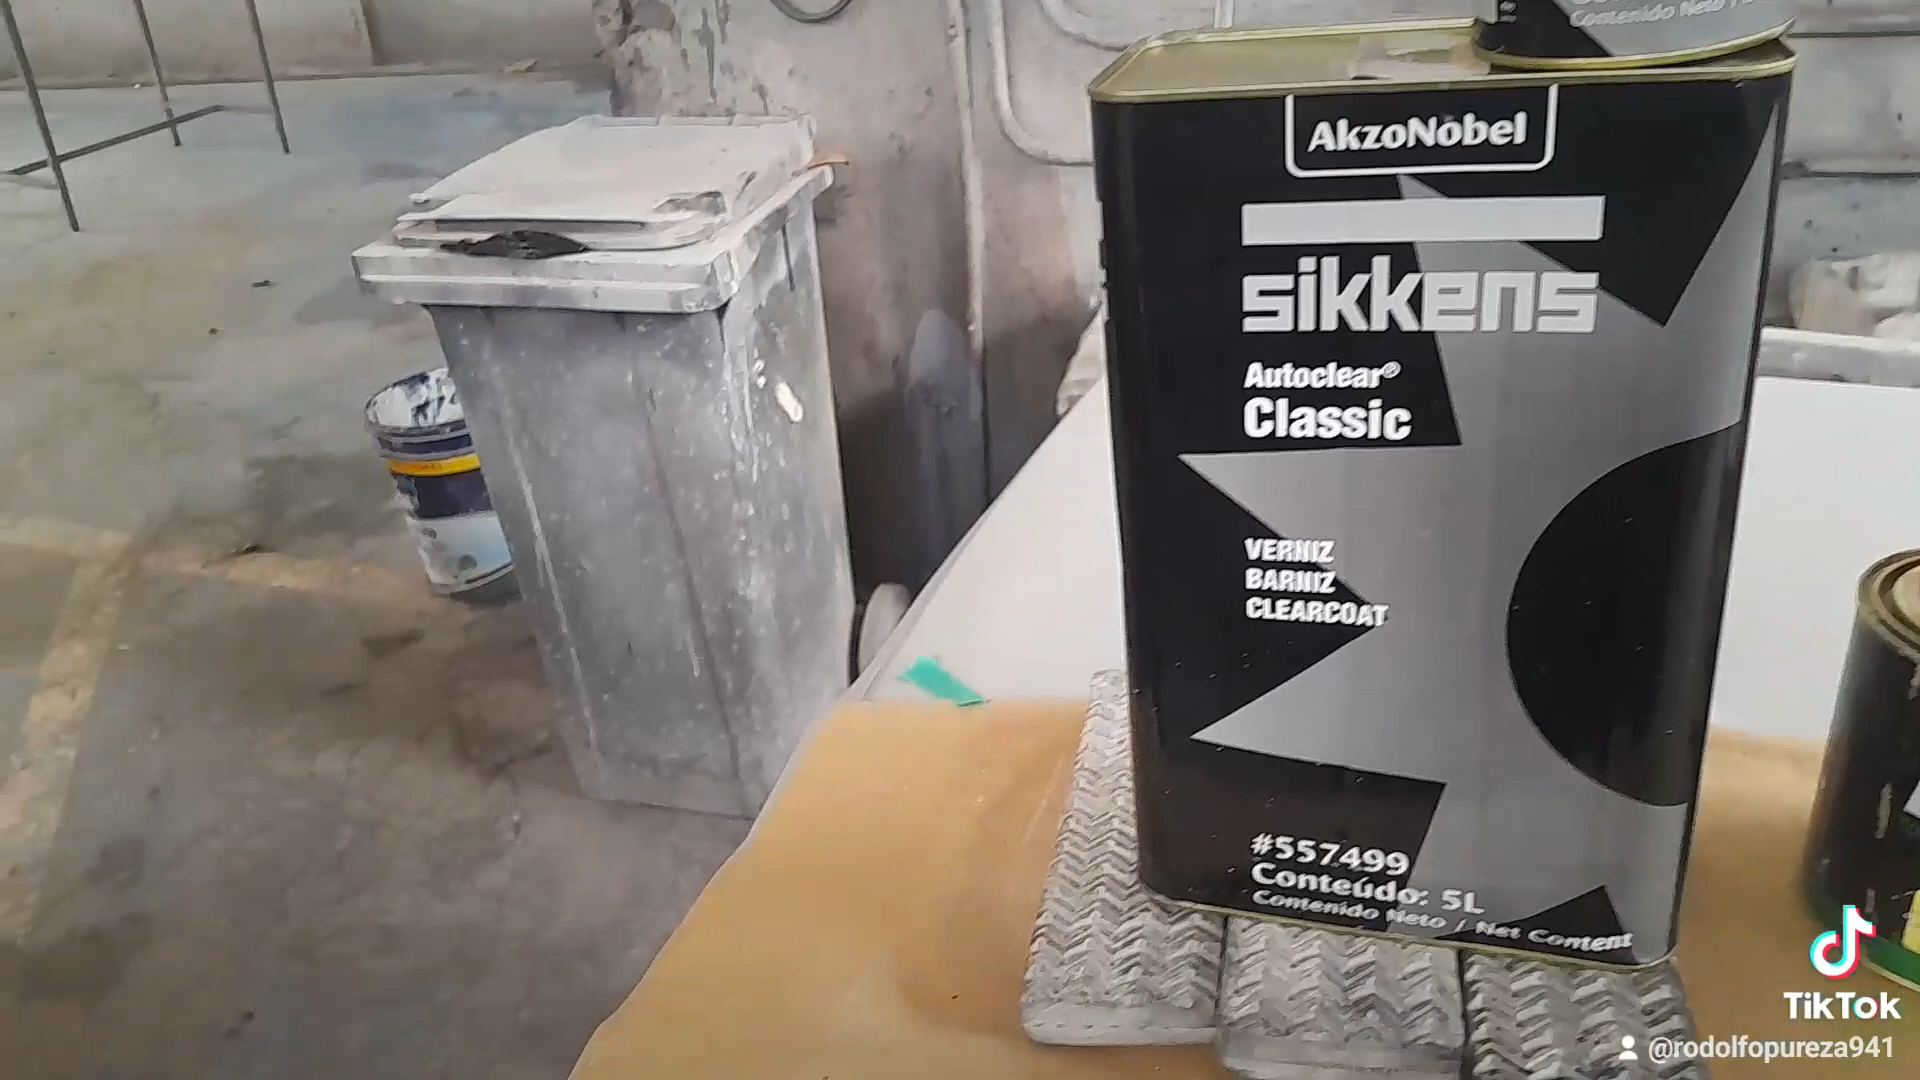 Contenido Neto /
AkzoNobel
sikkens
Autoclear®
Classic
VERNIZ
BARNIZ
CLEARCOAT
#557499
Conteúdo: 5L
Contenido Neto / Net Content
TikTok
@rodolfopureza941